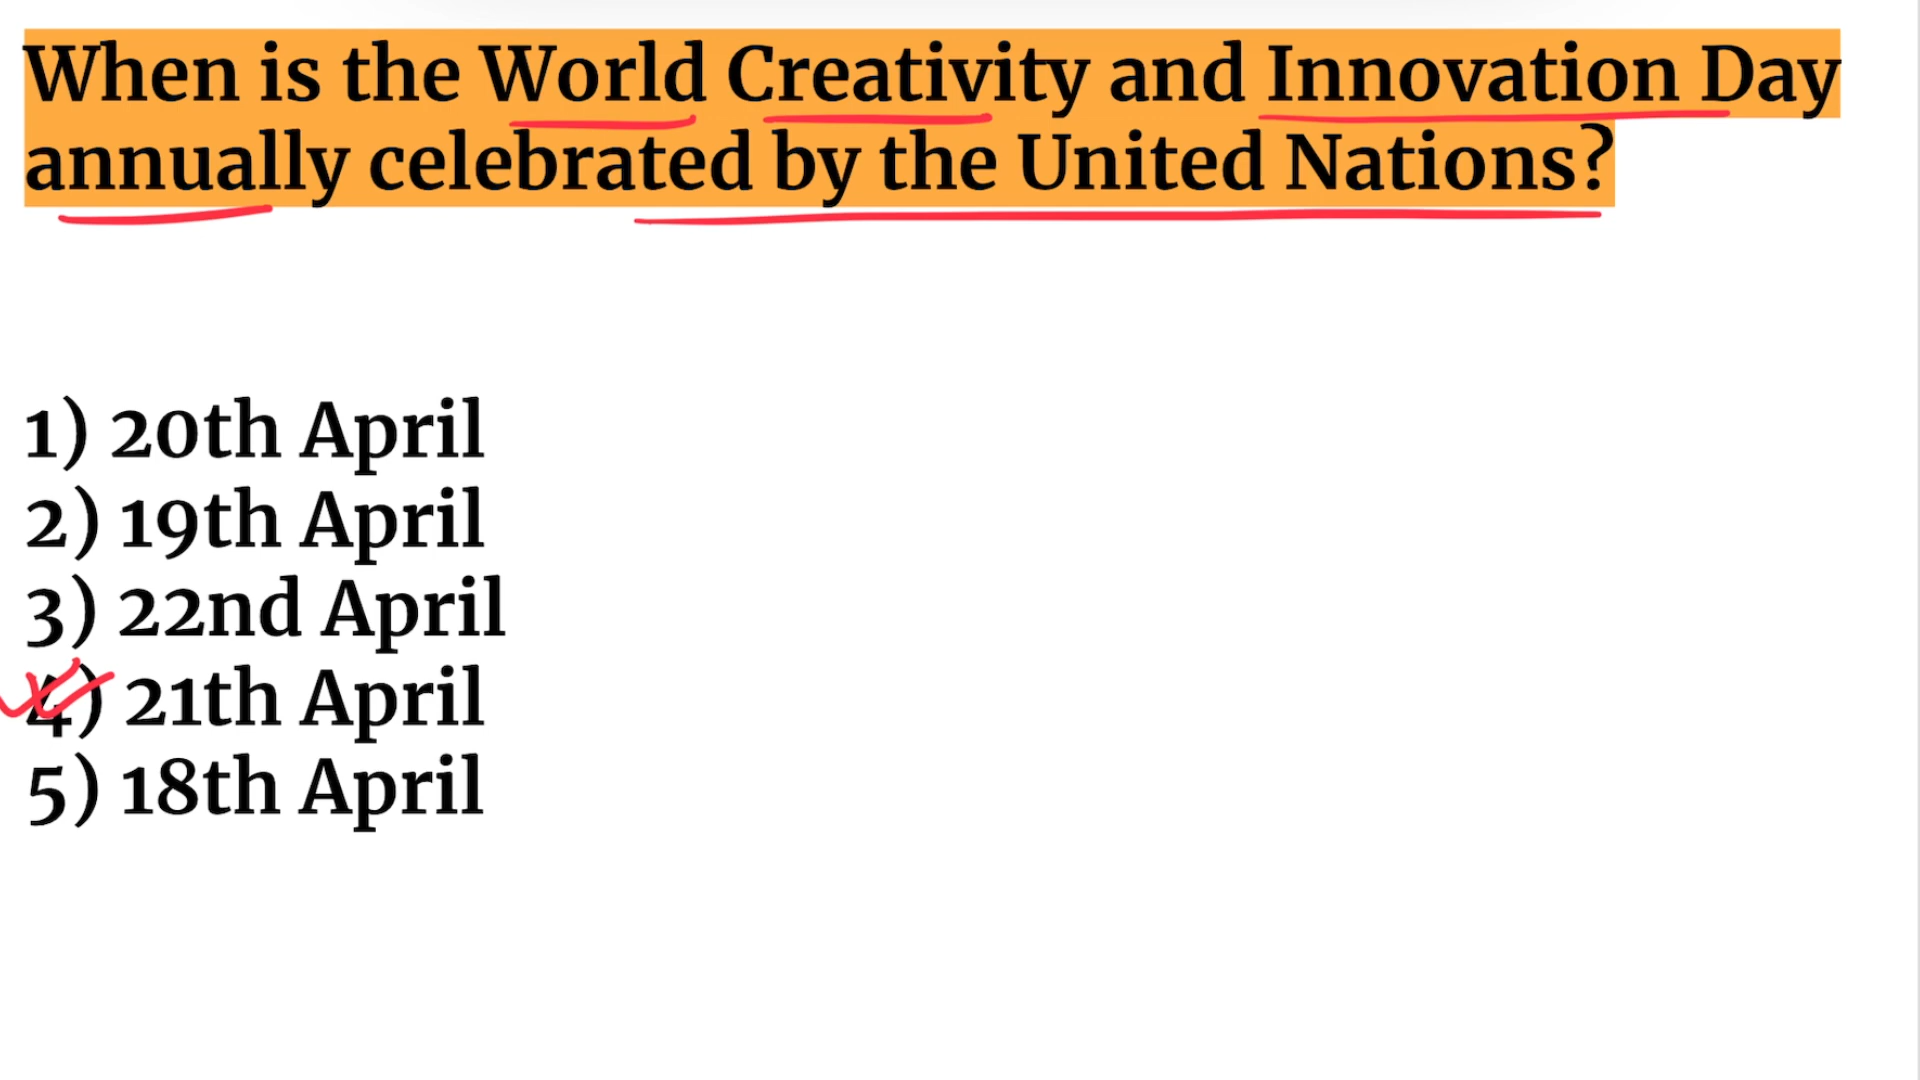 When is the World Creativity and Innovation Day
annually celebrated by the United Nations?
1) 20th April
2) 19th April
3) 22nd April
4) 21th April
5) 18th April